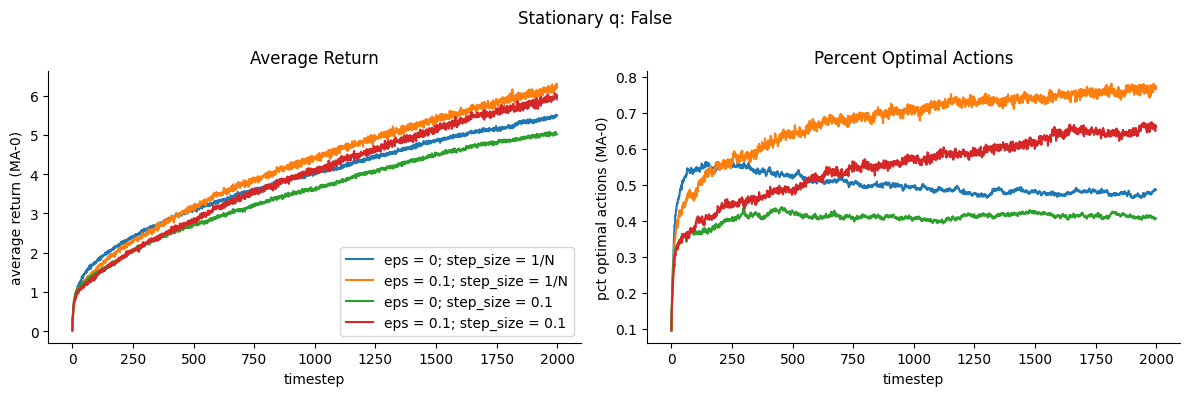 Stationary q: False
Average Return
average return (MA-0)
6
5
4
3
2
1
0
0 250 500 750 1000 1250 1500 1750 2000
timestep
eps = 0; step_size = 1/N
eps = 0.1; step_size = 1/N
eps = 0; step_size = 0.1
eps = 0.1; step_size = 0.1
Percent Optimal Actions
pct optimal actions (MA-0)
0.8
0.7
0.6
0.5
0.4
0.3
0.2
0.1
0 250 500 750 1000 1250 1500 1750 2000
timestep